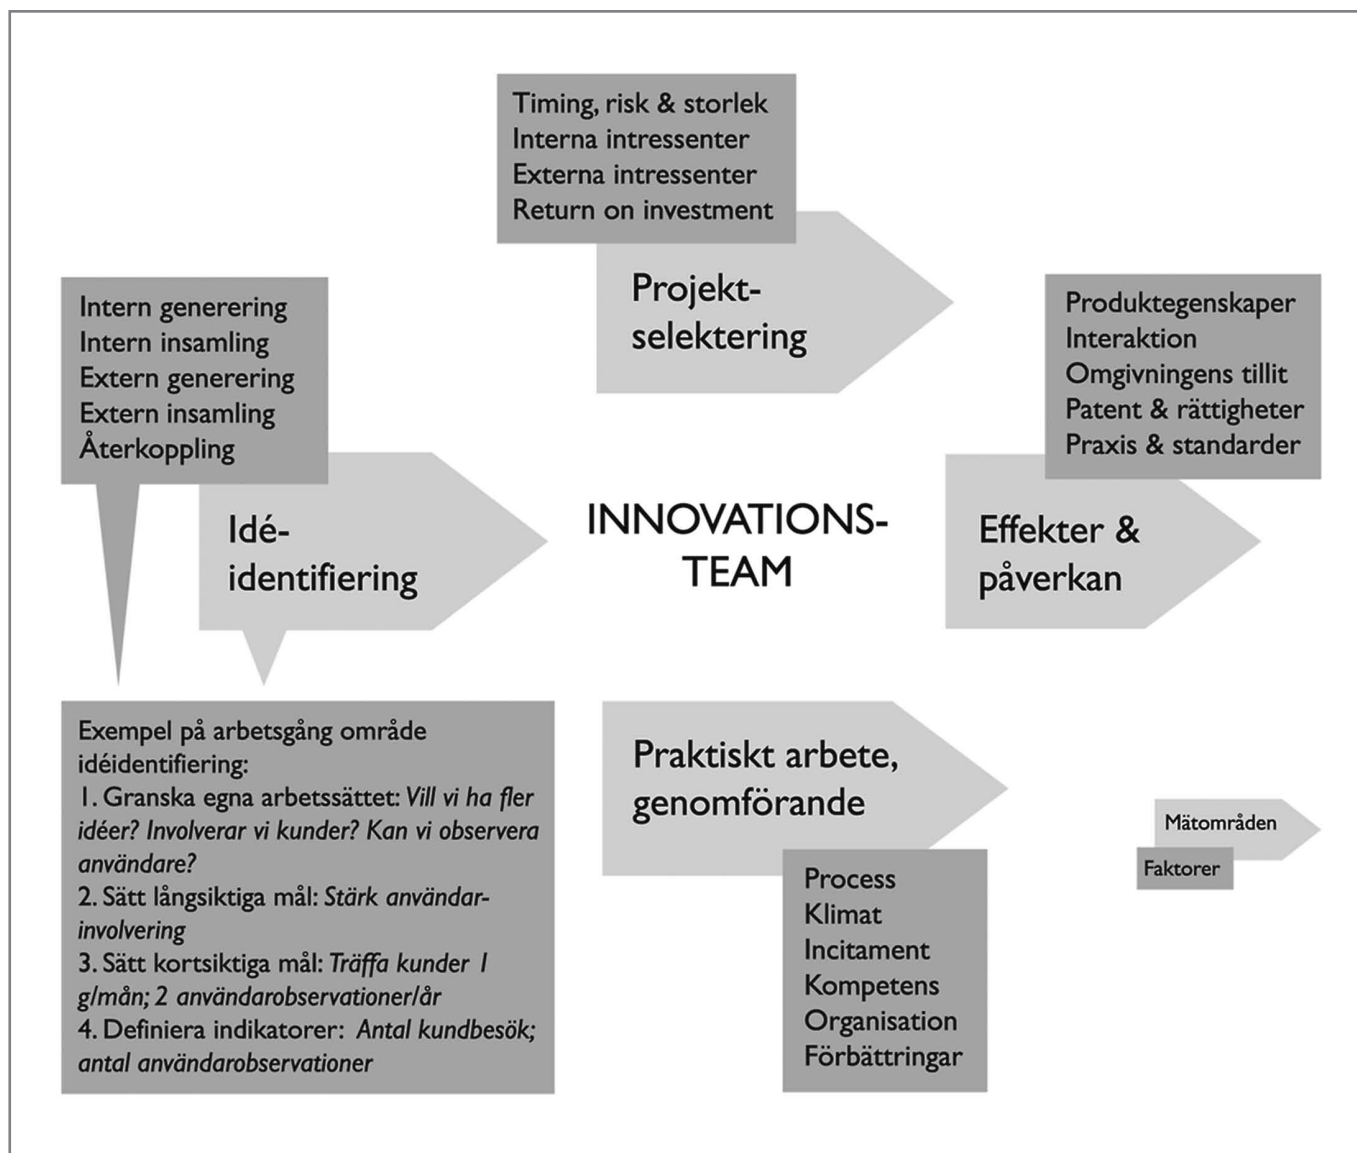 Timing, risk & storlek
Interna intressenter
Externa intressenter
Return on investment
Projekt-
selektering
Intern generering
Intern insamling
Extern generering
Extern insamling
Återkoppling
Idé-
identifiering
INNOVATIONS-
TEAM
Produktegenskaper
Interaktion
Omgivningens tillit
Patent & rättigheter
Praxis & standarder
Effekter &
påverkan
Exempel på arbetsgång område
idéidentifiering:
1. Granska egna arbetssättet: Vill vi ha fler
idéer? Involverar vi kunder? Kan vi observera
användare?
2. Sätt långsiktiga mål: Stärk användar-
involvering
3. Sätt kortsiktiga mål: Träffa kunder 1
g/mån; 2 användarobservationer/år
4. Definiera indikatorer: Antal kundbesök;
antal användarobservationer
Praktiskt arbete,
genomförande
Process
Klimat
Incitament
Kompetens
Organisation
Förbättringar
Mätområden
Faktorer